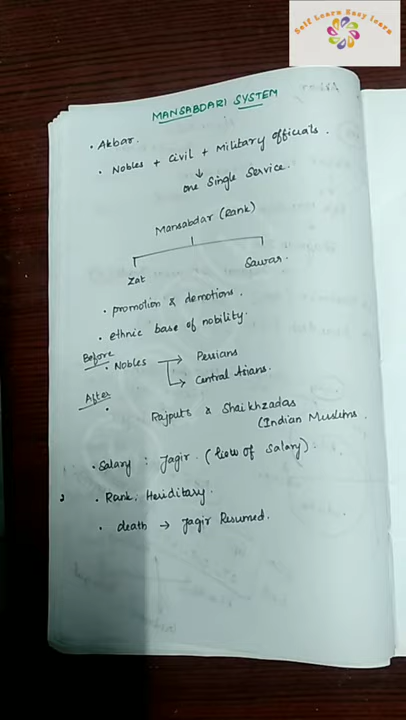 Self Learn Easy learn
MANSABDARI SYSTEM
• Akbar.
• Nobles + civil + Military officials.
↓
one Single Service.
Mansabdar (Rank)
Zat Sawar.
• promotion & demotions.
• ethnic base of nobility.
Before
• Nobles → Persians
→ Central Asians.
After
• Rajputs & Shaikhzadas
(Indian Muslims.
• Salary : Jagir. (lieu of Salary).
• Rank: Heriditary.
• death → Jagir Resumed.